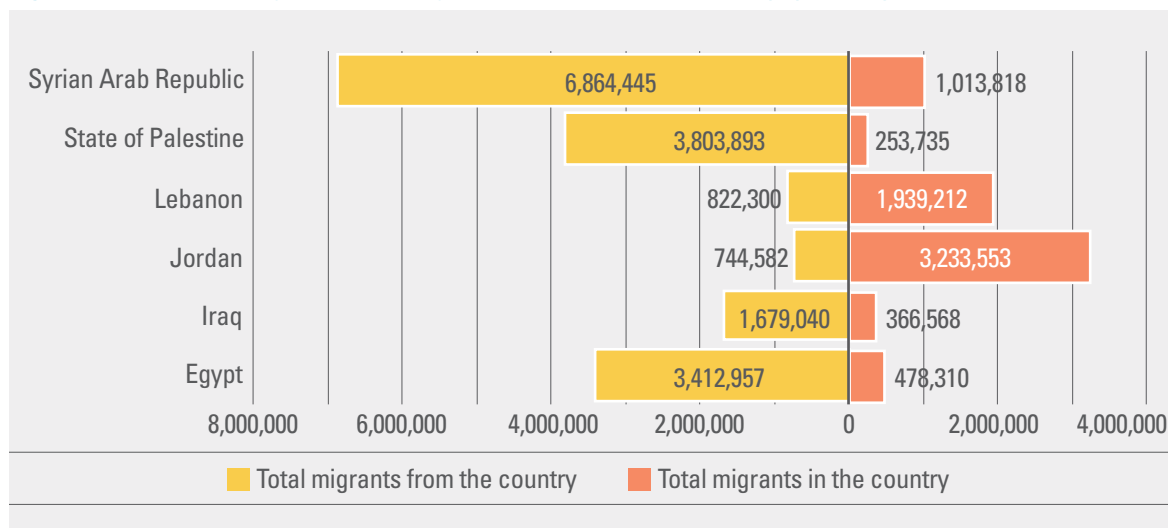 Syrian Arab Republic 6,864,445 1,013,818
State of Palestine 3,803,893 253,735
Lebanon 822,300 1,939,212
Jordan 744,582 3,233,553
Iraq 1,679,040 366,568
Egypt 3,412,957 478,310
8,000,000 6,000,000 4,000,000 2,000,000 0 2,000,000 4,000,000
Total migrants from the country Total migrants in the country